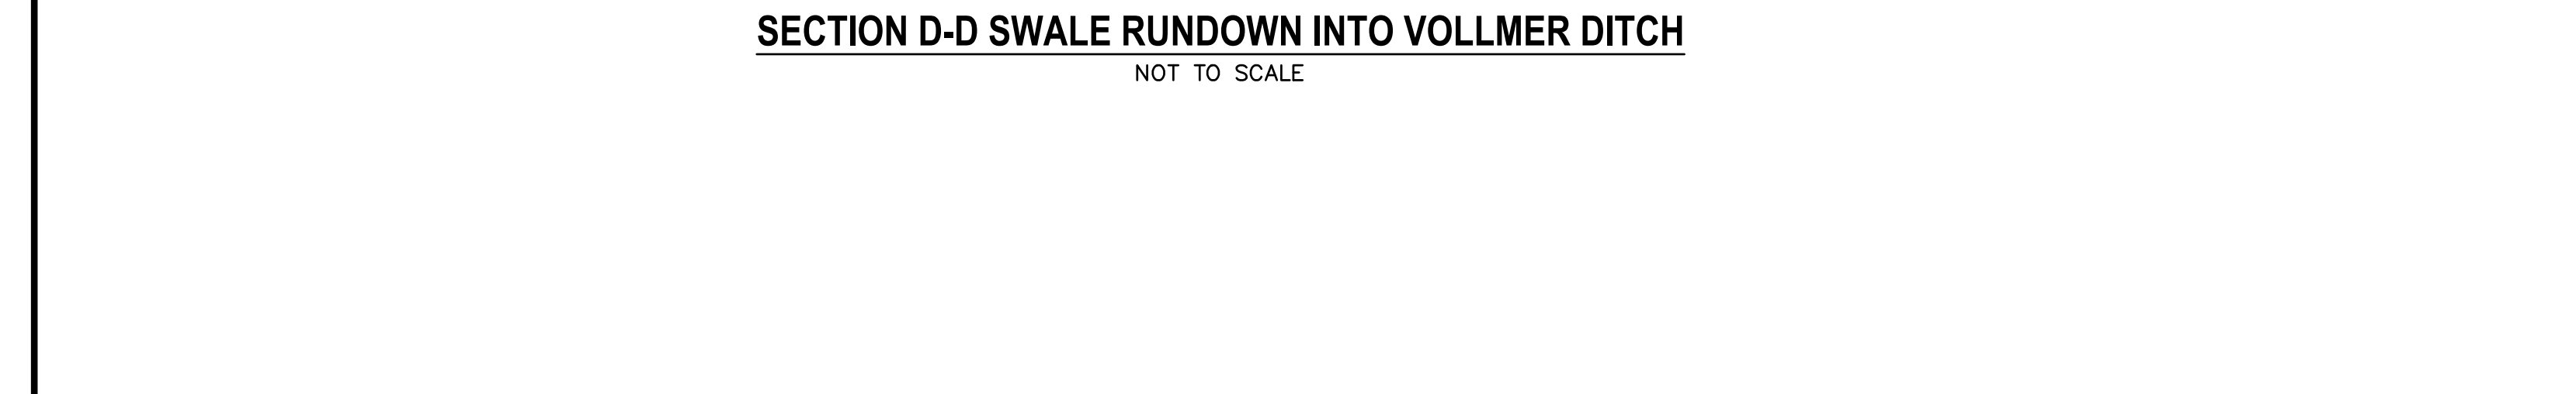 SECTION D-D SWALE RUNDOWN INTO VOLLMER DITCH
NOT TO SCALE